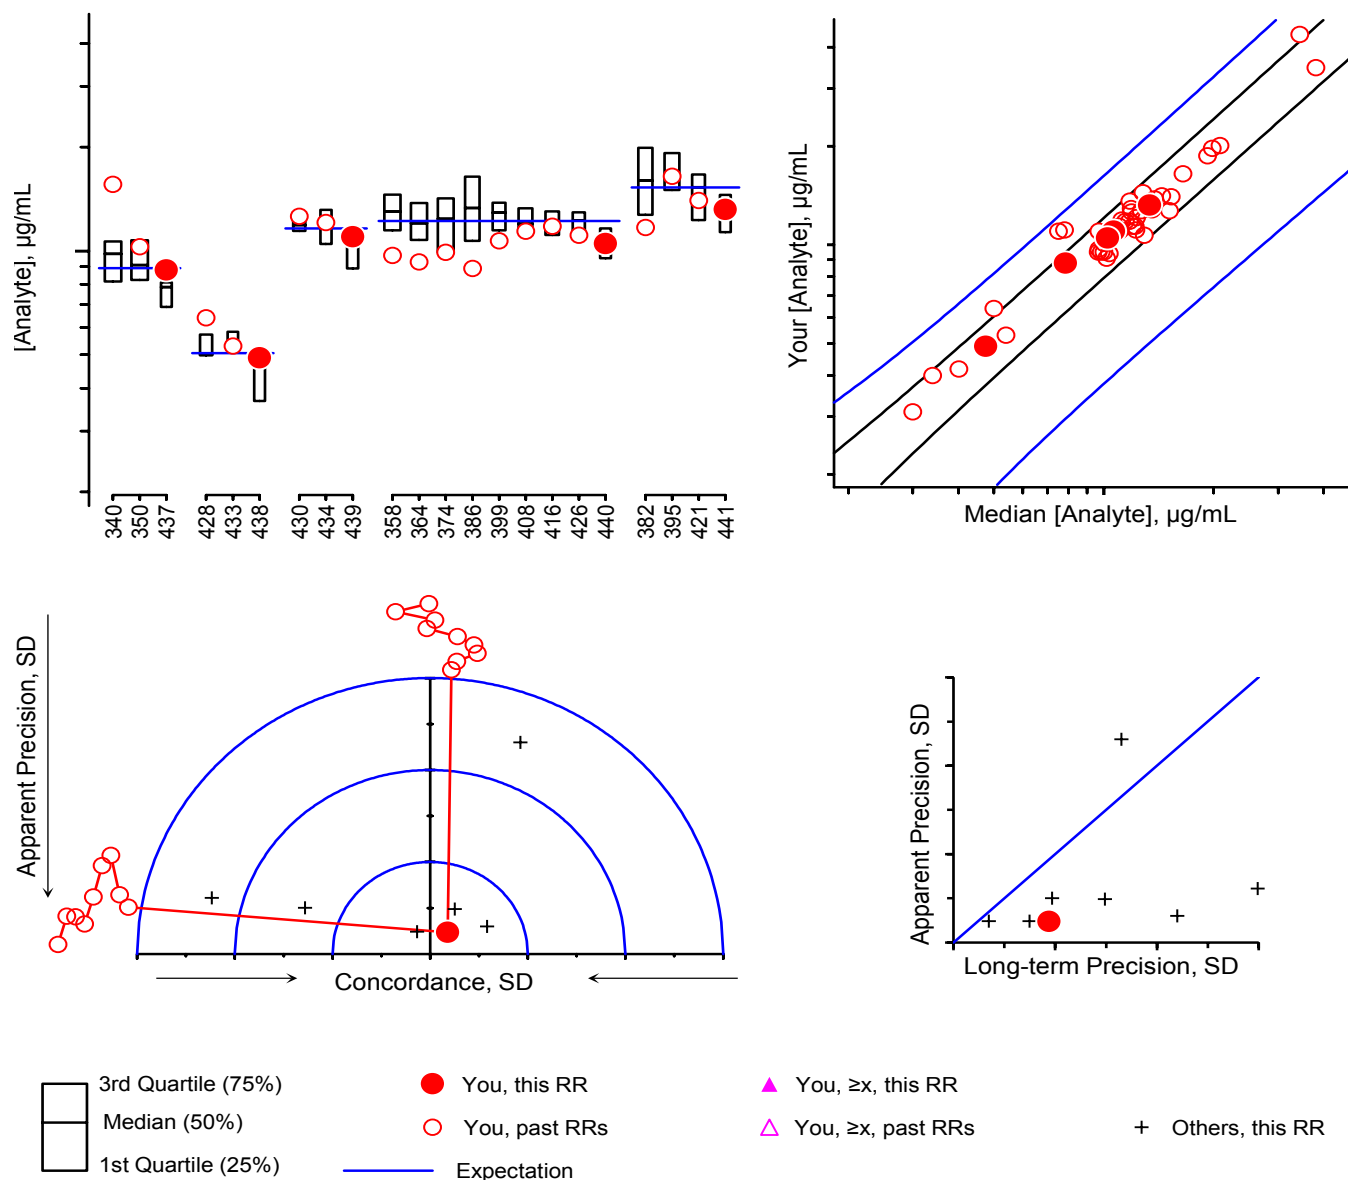 [Analyte], µg/mL
340 350 437 428 433 438 430 434 439 358 364 374 386 399 408 416 426 440 382 395 421 441
Your [Analyte], µg/mL
Median [Analyte], µg/mL
Apparent Precision, SD
Concordance, SD
Apparent Precision, SD
Long-term Precision, SD
3rd Quartile (75%)
Median (50%)
1st Quartile (25%)
You, this RR
You, past RRs
Expectation
You, ≥x, this RR
You, ≥x, past RRs
Others, this RR